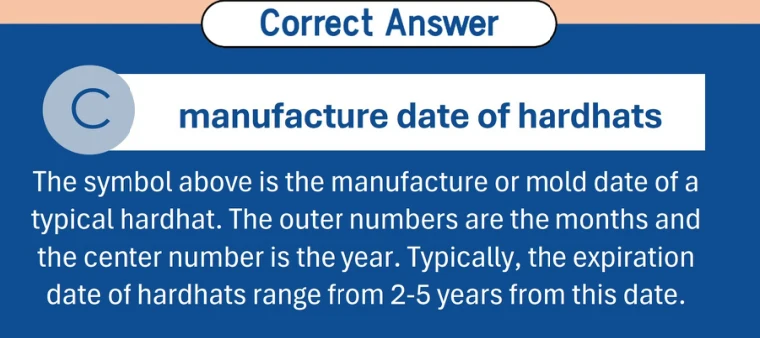 Correct Answer
C
manufacture date of hardhats
The symbol above is the manufacture or mold date of a
typical hardhat. The outer numbers are the months and
the center number is the year. Typically, the expiration
date of hardhats range from 2-5 years from this date.